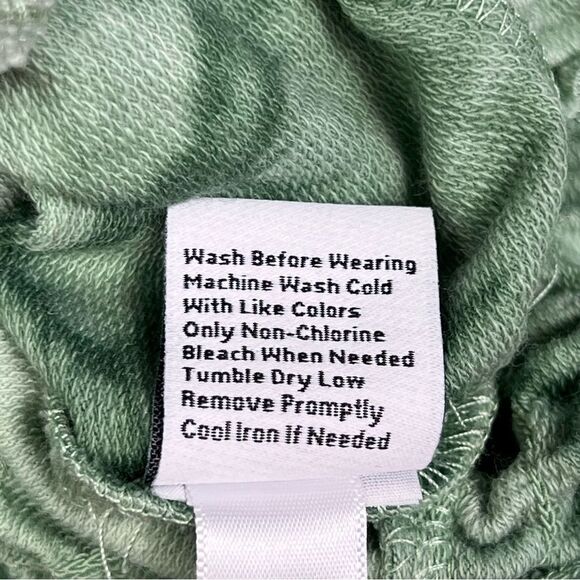 Wash Before Wearing
Machine Wash Cold
With Like Colors
Only Non-Chlorine
Bleach When Needed
Tumble Dry Low
Remove Promptly
Cool Iron If Needed